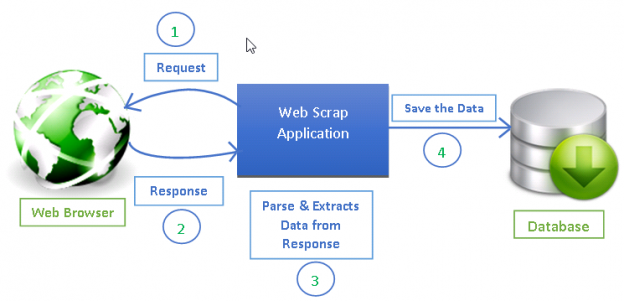 1
Request
Web Scrap
Application
Save the Data
4
Response
2
Web Browser
Parse & Extracts
Data from
Response
3
Database